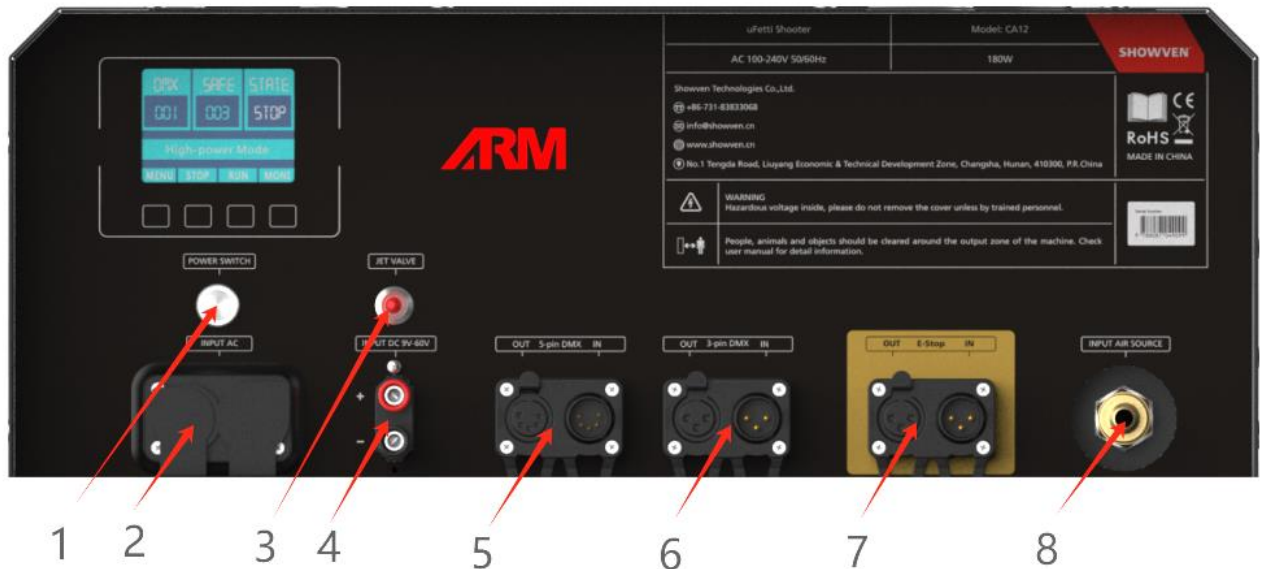 uFetti Shooter
Model: CA12
AC 100-240V 50/60Hz
180W
SHOWVEN
Showven Technologies Co.,Ltd.
+86-731-83833068
info@showven.cn
www.showven.cn
No.1 Tengda Road, Liuyang Economic & Technical Development Zone, Changsha, Hunan, 410300, P.R.China
CE
RoHS
MADE IN CHINA
WARNING
Hazardous voltage inside, please do not remove the cover unless by trained personnel.
People, animals and objects should be cleared around the output zone of the machine. Check
user manual for detail information.
DMX SAFE STATE
001 003 STOP
High-power Mode
MENU STOP RUN MONI
ARM
POWER SWITCH
JET VALVE
INPUT AC
INPUT DC 9V-60V
+
-
OUT 5-pin DMX IN
OUT 3-pin DMX IN
OUT E-Stop IN
INPUT AIR SOURCE
1 2 3 4 5 6 7 8